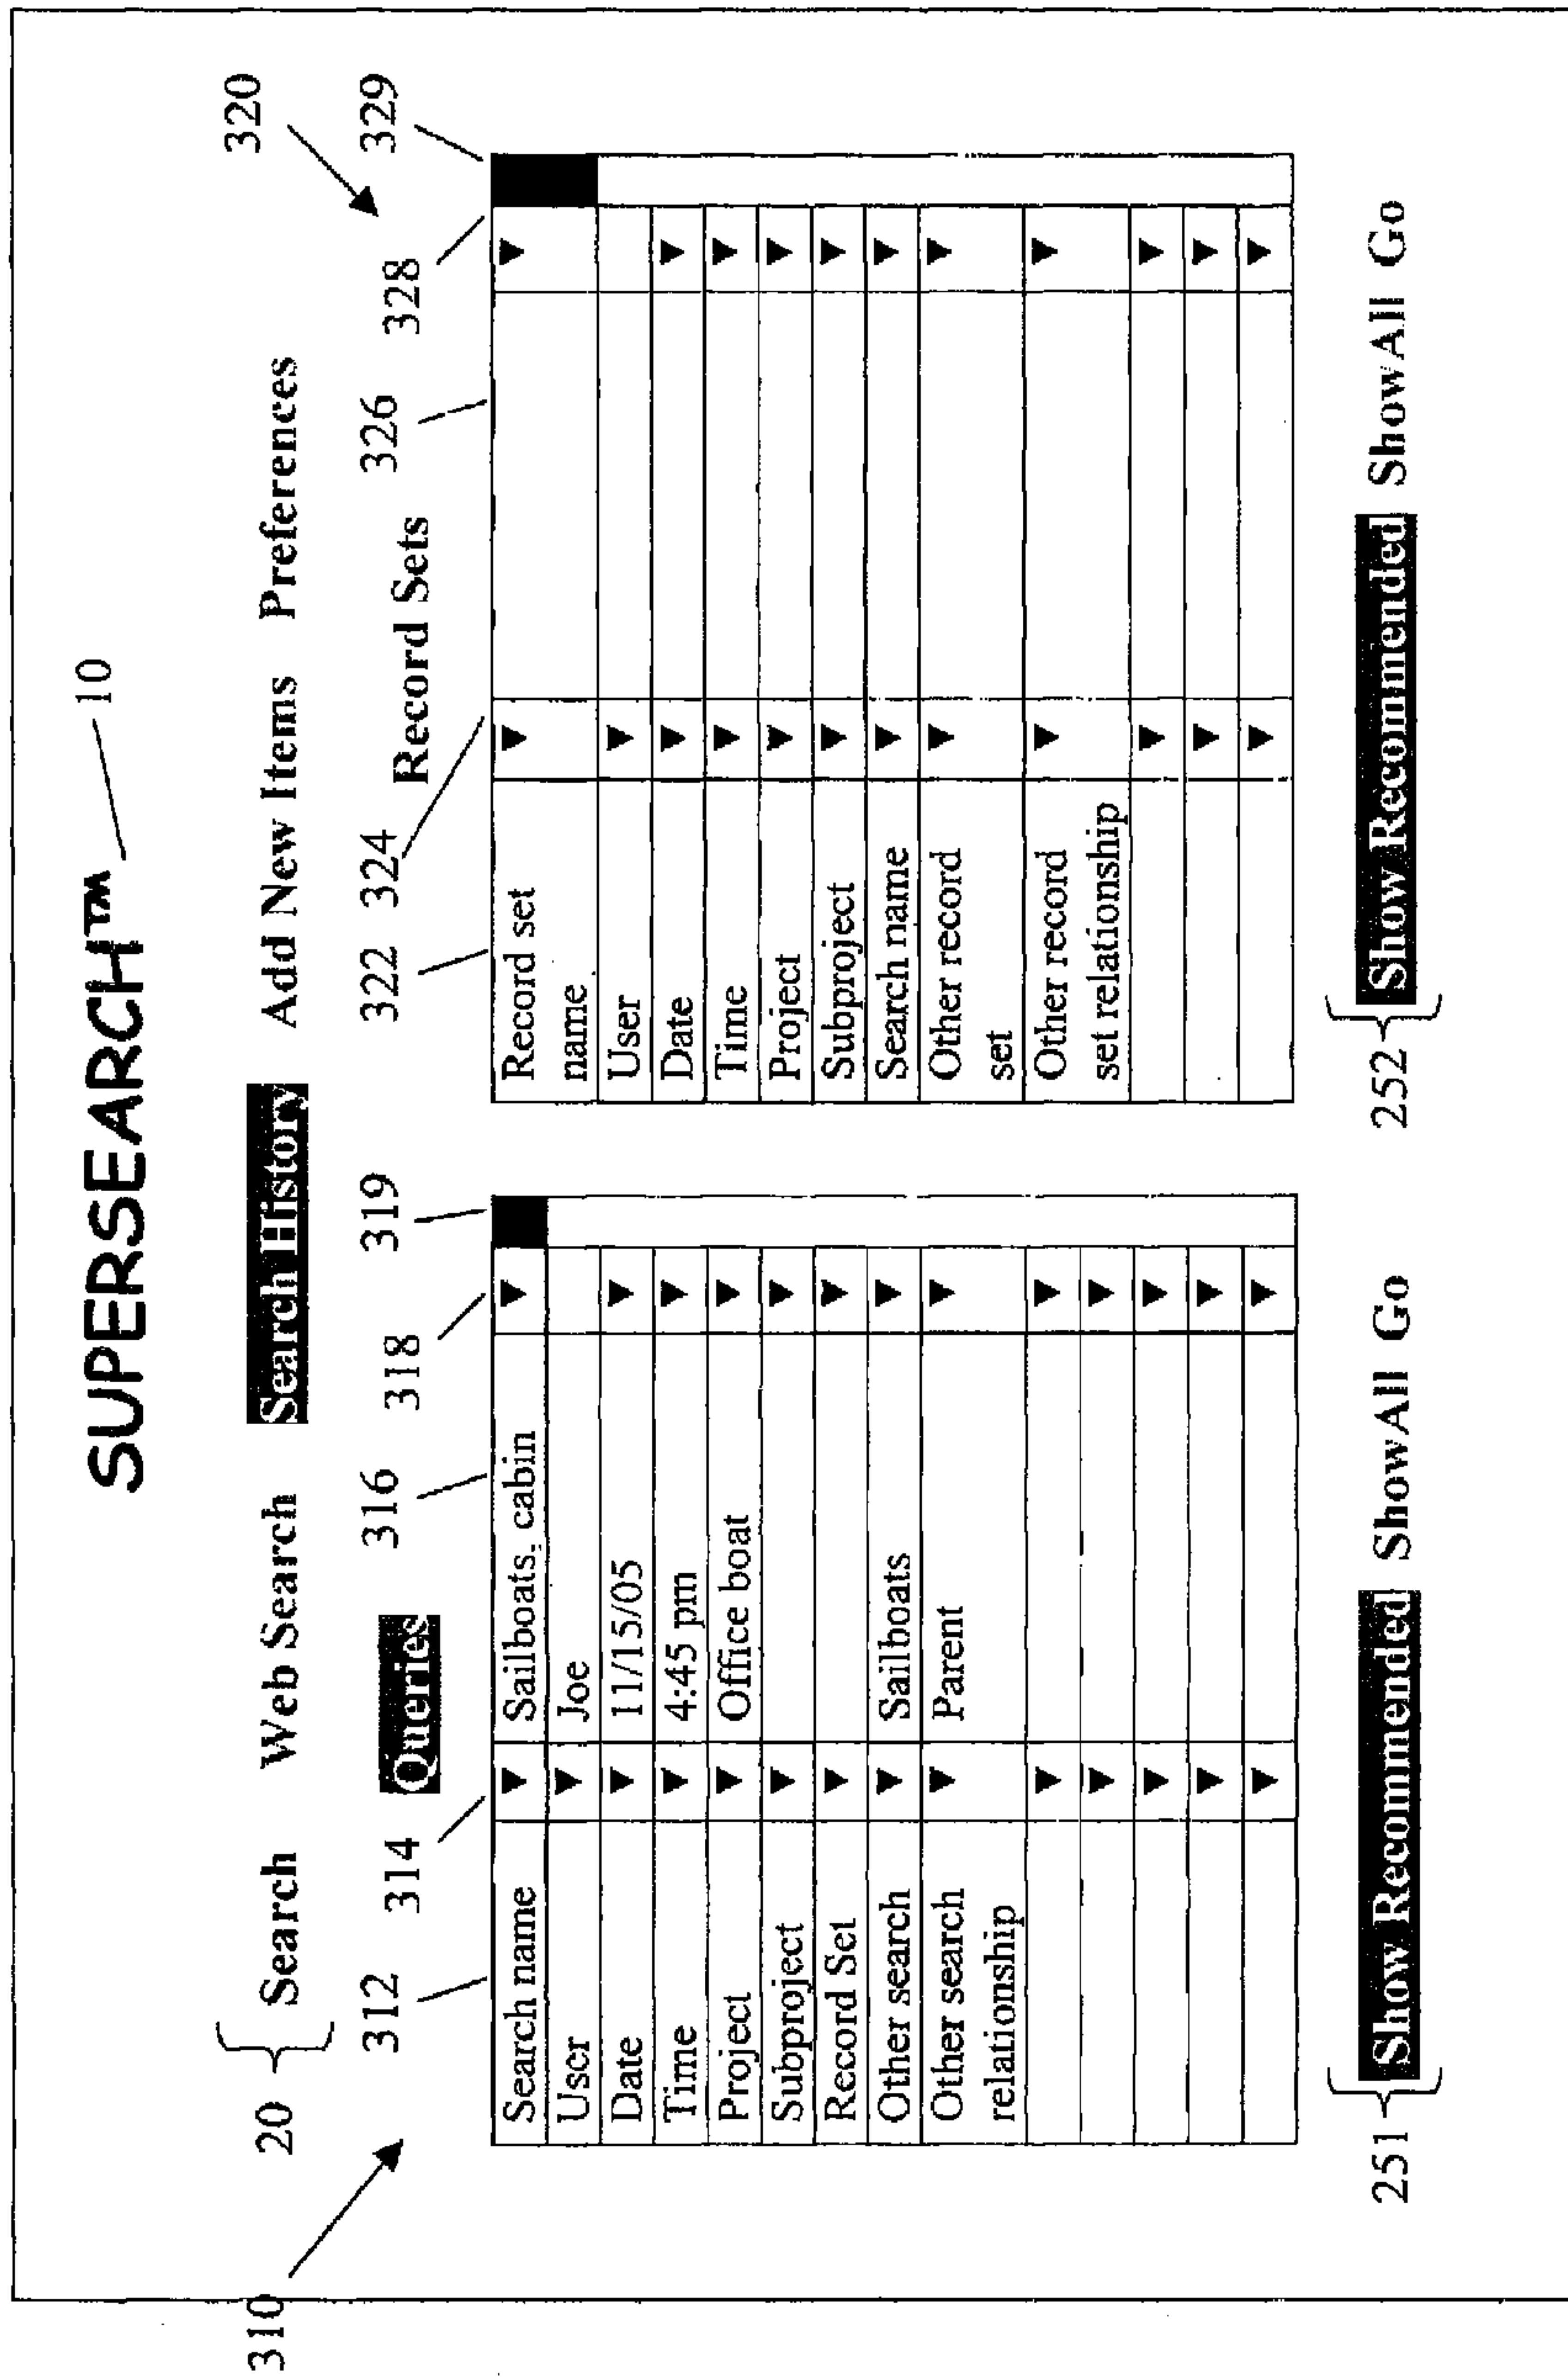 SUPERSEARCH™ 10
20 Search Web Search Search History Add New Items Preferences
310
320
Queries
Record Sets
312 314 316 318 319
322 324 326 328 329
Search name ▼ Sailboats, cabin ▼
User ▼ Joe
Date ▼ 11/15/05 ▼
Time ▼ 4:45 pm ▼
Project ▼ Office boat ▼
Subproject ▼ ▼
Record Set ▼ ▼
Other search ▼ Sailboats ▼
Other search ▼ Parent ▼
relationship
Record set ▼ ▼
name
User ▼
Date ▼ ▼
Time ▼ ▼
Project ▼ ▼
Subproject ▼ ▼
Search name ▼ ▼
Other record ▼ ▼
set
Other record ▼ ▼
set relationship
251 Show Recommended Show All Go
252 Show Recommended Show All Go